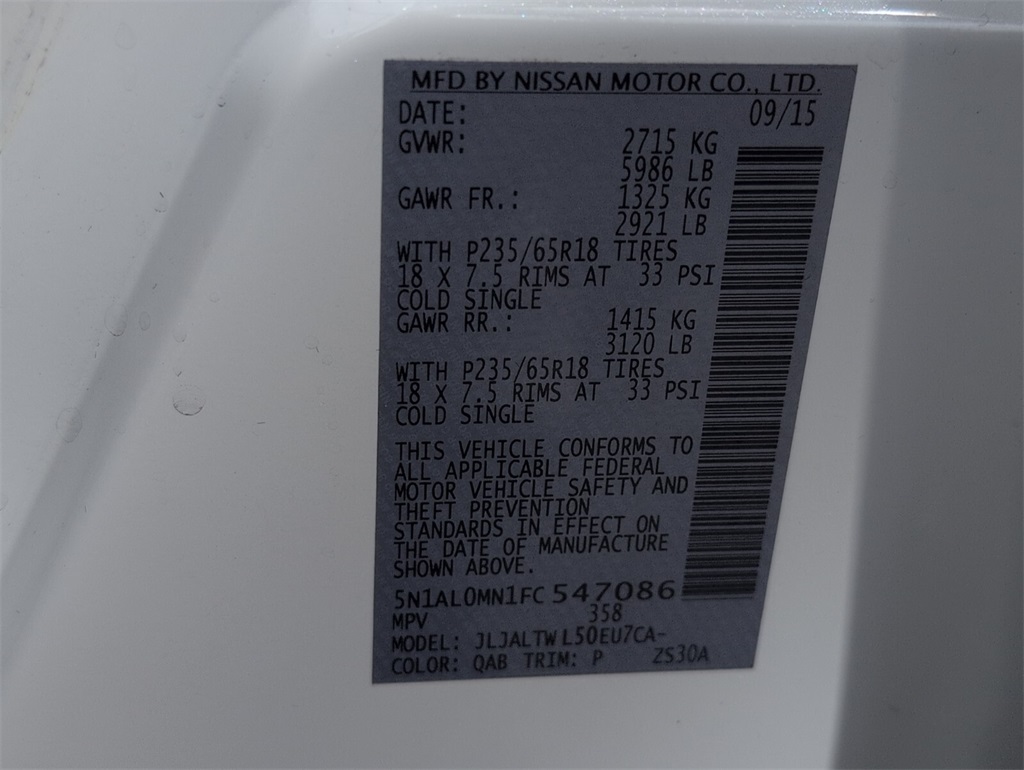 MFD BY NISSAN MOTOR CO., LTD.
DATE: 09/15
GVWR: 2715 KG
5986 LB
GAWR FR.: 1325 KG
2921 LB
WITH P235/65R18 TIRES
18 X 7.5 RIMS AT 33 PSI
COLD SINGLE
GAWR RR.: 1415 KG
3120 LB
WITH P235/65R18 TIRES
18 X 7.5 RIMS AT 33 PSI
COLD SINGLE
THIS VEHICLE CONFORMS TO
ALL APPLICABLE FEDERAL
MOTOR VEHICLE SAFETY AND
THEFT PREVENTION
STANDARDS IN EFFECT ON
THE DATE OF MANUFACTURE
SHOWN ABOVE.
5N1AL0MN1FC 547086
MPV 358
MODEL: JLJALTW L50EU7CA-
COLOR: QAB TRIM: P ZS30A